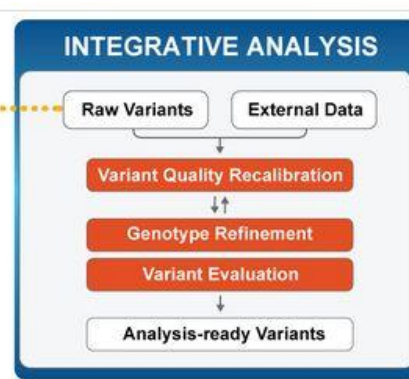 INTEGRATIVE ANALYSIS
Raw Variants External Data
Variant Quality Recalibration
Genotype Refinement
Variant Evaluation
Analysis-ready Variants